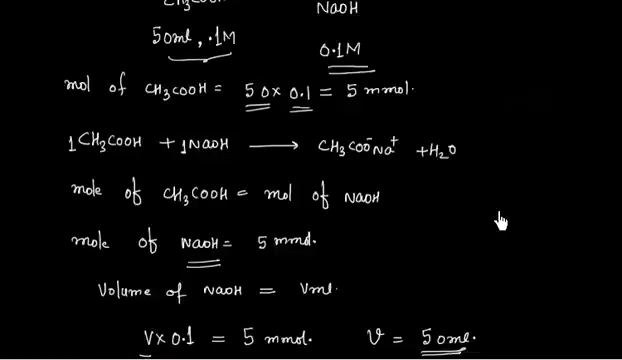 CH3COOH NaOH
50ml, .1M 0.1M
mol of CH3COOH = 50 x 0.1 = 5 mmol.
1CH3COOH + 1NaOH ⟶ CH3COO⁻Na⁺ + H2O
mole of CH3COOH = mol of NaOH
mole of NaOH = 5 mmol.
Volume of NaOH = Vml.
V x 0.1 = 5 mmol. V = 50ml.